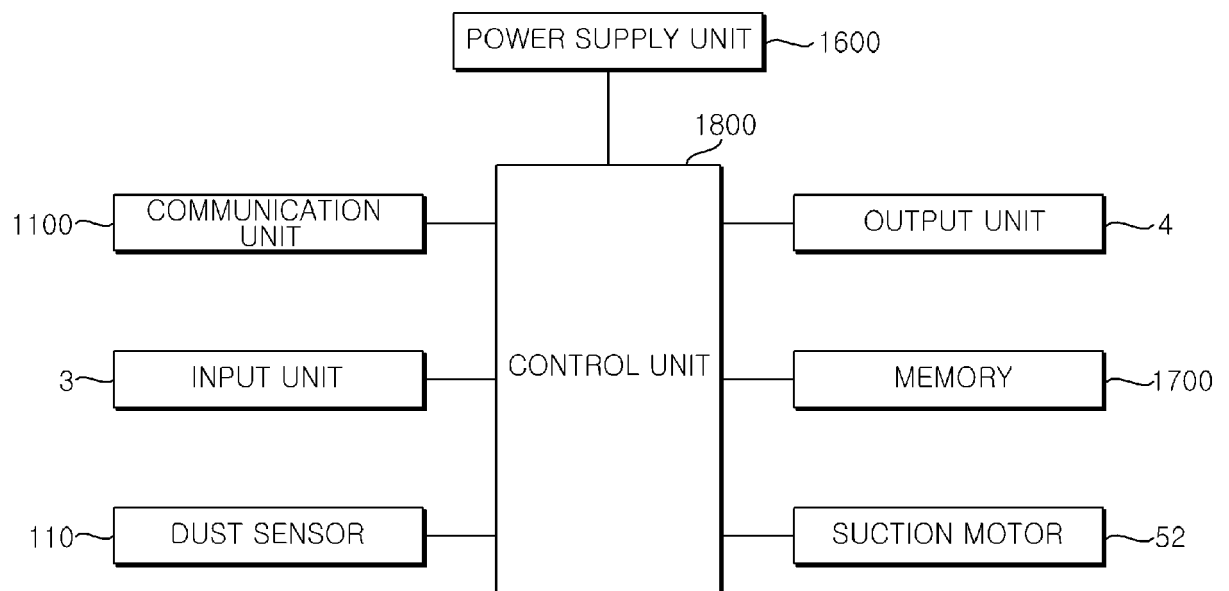 POWER SUPPLY UNIT
1600
1800
COMMUNICATION
UNIT
1100
OUTPUT UNIT
4
3
INPUT UNIT
CONTROL UNIT
MEMORY
1700
110
DUST SENSOR
SUCTION MOTOR
52